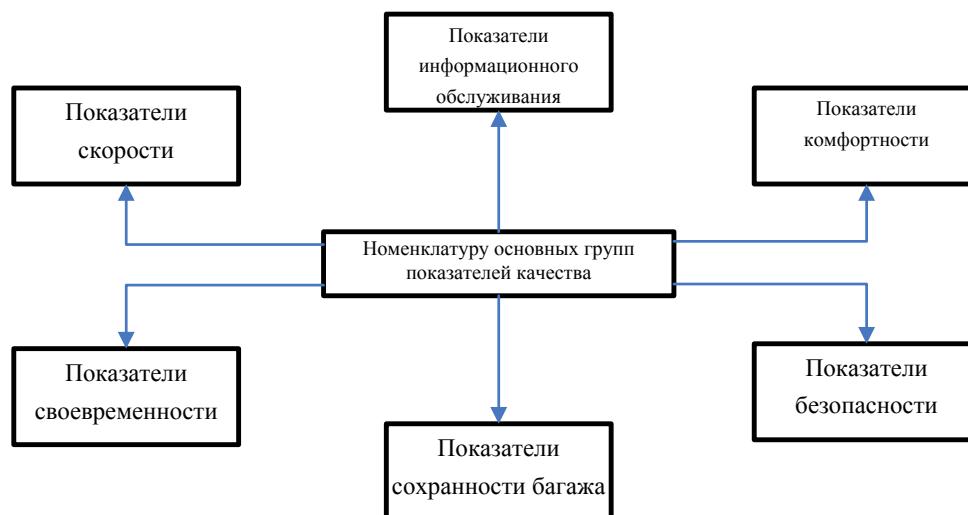 Показатели
информационного
обслуживания
Показатели
скорости
Показатели
комфортности
Номенклатуру основных групп
показателей качества
Показатели
своевременности
Показатели
безопасности
Показатели
сохранности багажа